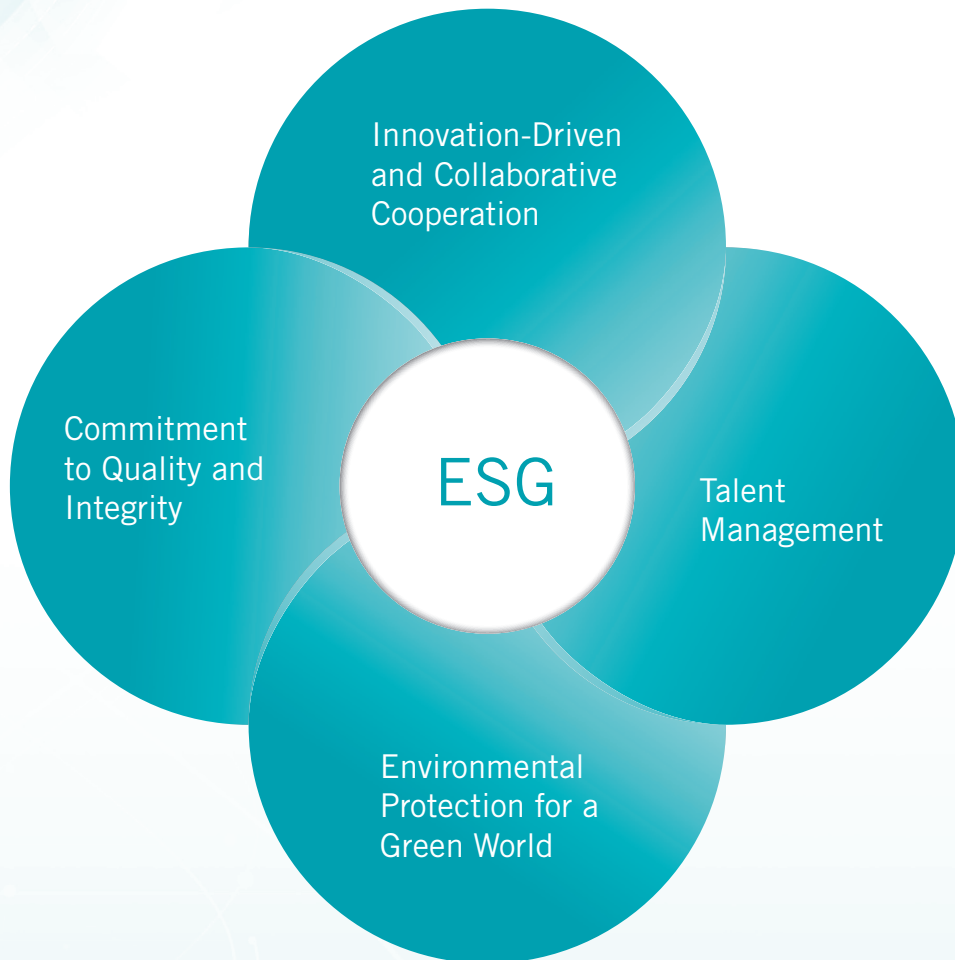 Innovation-Driven
and Collaborative
Cooperation
Commitment
to Quality and
Integrity
ESG
Talent
Management
Environmental
Protection for a
Green World